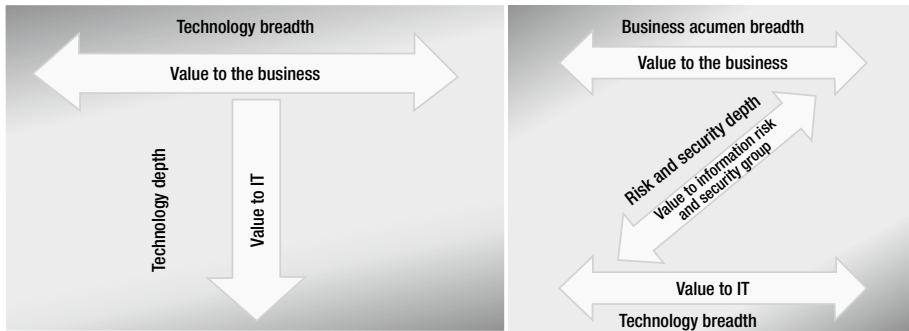 Technology breadth
Value to the business
Technology depth
Value to IT
Business acumen breadth
Value to the business
Risk and security depth
Value to information risk
and security group
Value to IT
Technology breadth